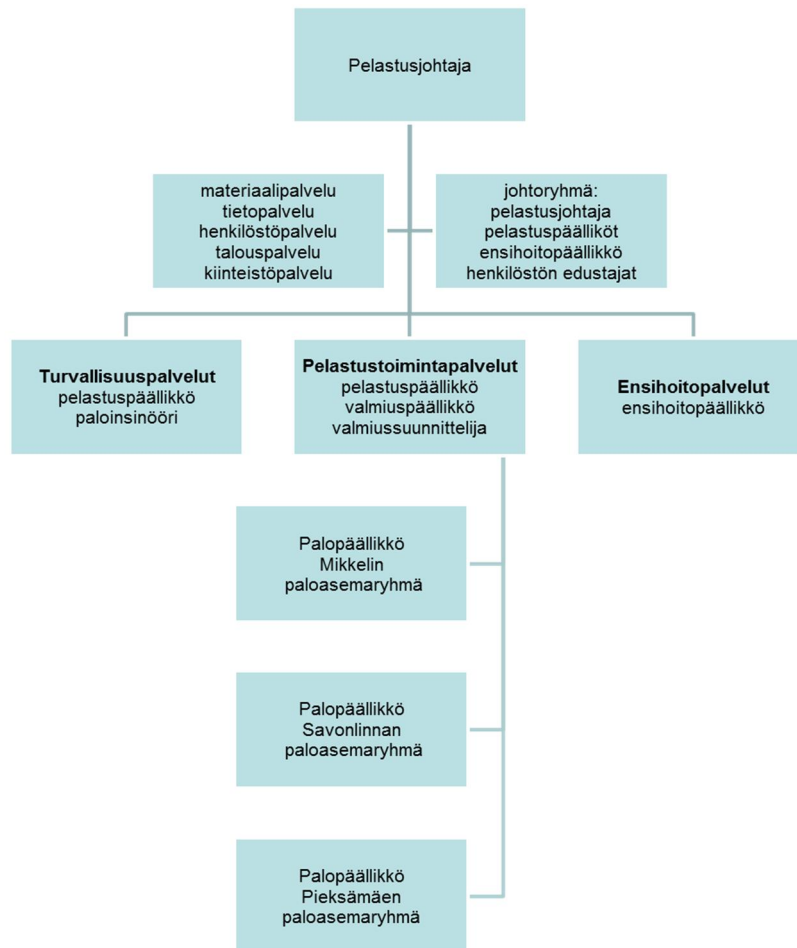 Pelastusjohtaja
materiaalipalvelu
tietopalvelu
henkilöstöpalvelu
talouspalvelu
kiinteistöpalvelu
johtoryhmä:
pelastusjohtaja
pelastuspäälliköt
ensihoitopäällikkö
henkilöstön edustajat
Turvallisuuspalvelut
pelastuspäällikkö
paloinsinööri
Pelastustoimintapalvelut
pelastuspäällikkö
valmiuspäällikkö
valmiussuunnittelija
Ensihoitopalvelut
ensihoitopäällikkö
Palopäällikkö
Mikkelin
paloasemaryhmä
Palopäällikkö
Savonlinnan
paloasemaryhmä
Palopäällikkö
Pieksämäen
paloasemaryhmä